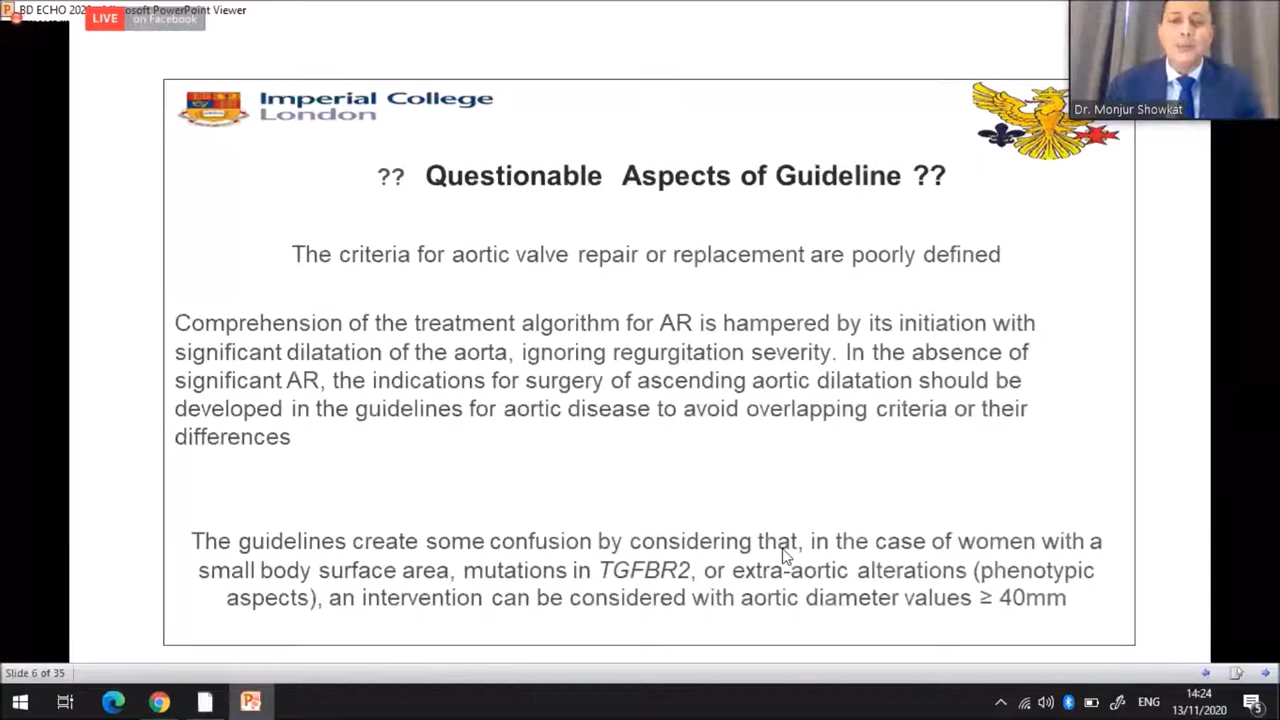 BD ECHO 20
soft PowerPoint Viewer
LIVE on Facebook
Dr. Monjur Showkat
Imperial College
London
?? Questionable Aspects of Guideline ??
The criteria for aortic valve repair or replacement are poorly defined
Comprehension of the treatment algorithm for AR is hampered by its initiation with
significant dilatation of the aorta, ignoring regurgitation severity. In the absence of
significant AR, the indications for surgery of ascending aortic dilatation should be
developed in the guidelines for aortic disease to avoid overlapping criteria or their
differences
The guidelines create some confusion by considering that, in the case of women with a
small body surface area, mutations in TGFBR2, or extra-aortic alterations (phenotypic
aspects), an intervention can be considered with aortic diameter values ≥ 40mm
Slide 6 of 35
ENG
14:24
13/11/2020
5